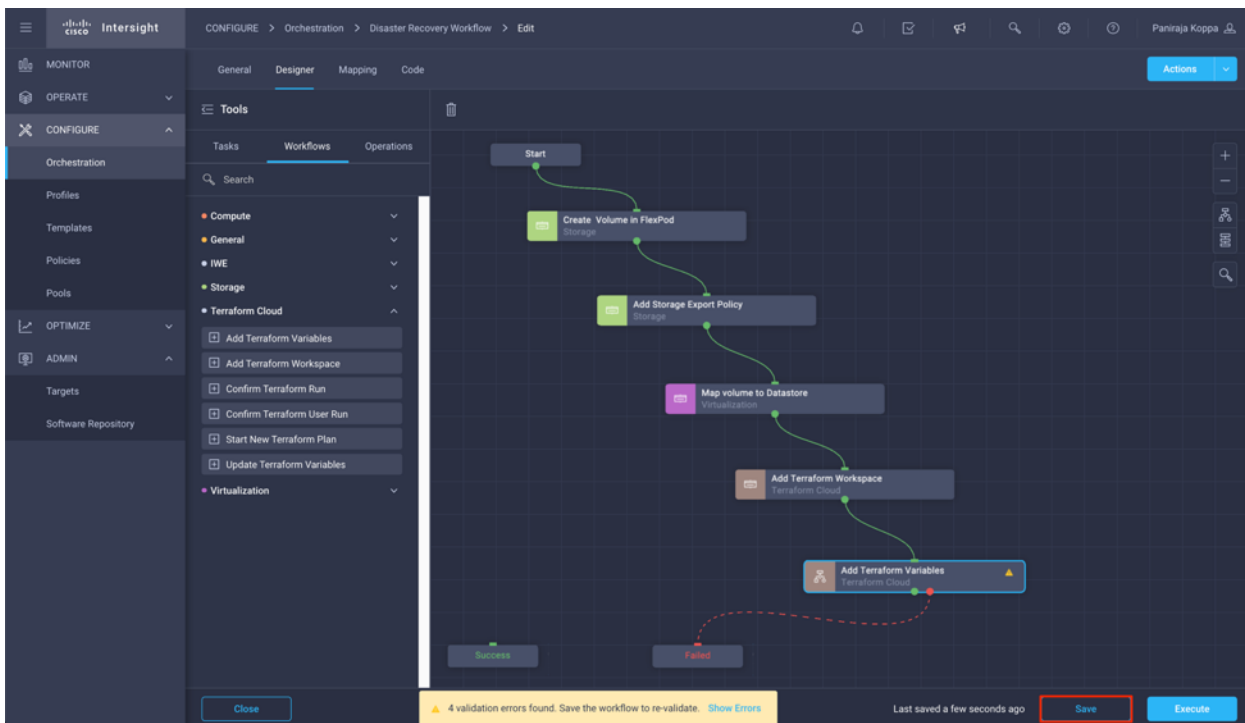 cisco Intersight
CONFIGURE > Orchestration > Disaster Recovery Workflow > Edit
Paniraja Koppa
MONITOR
OPERATE
CONFIGURE
Orchestration
Profiles
Templates
Policies
Pools
OPTIMIZE
ADMIN
Targets
Software Repository
General Designer Mapping Code
Actions
Tools
Tasks Workflows Operations
Search
Compute
General
IWE
Storage
Terraform Cloud
Add Terraform Variables
Add Terraform Workspace
Confirm Terraform Run
Confirm Terraform User Run
Start New Terraform Plan
Update Terraform Variables
Virtualization
Start
Create Volume in FlexPod
Storage
Add Storage Export Policy
Storage
Map volume to Datastore
Virtualization
Add Terraform Workspace
Terraform Cloud
Add Terraform Variables
Terraform Cloud
Success
Failed
Close
4 validation errors found. Save the workflow to re-validate. Show Errors
Last saved a few seconds ago
Save
Execute